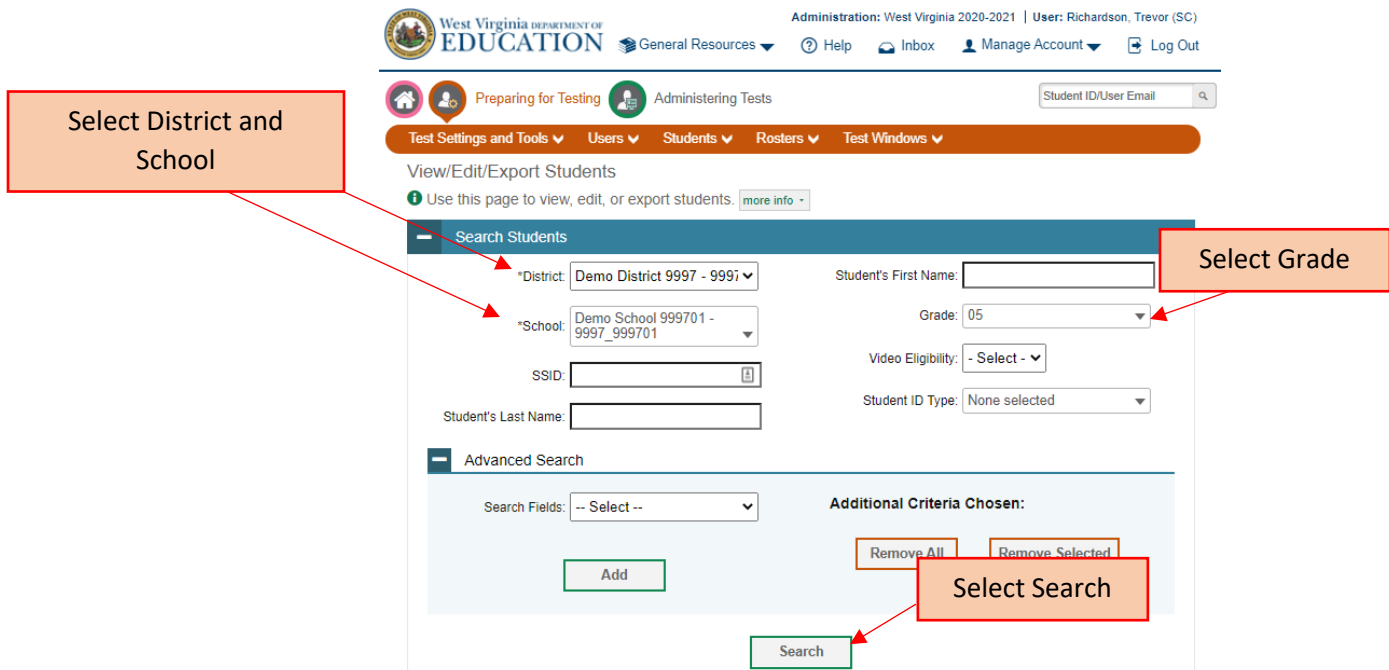 West Virginia DEPARTMENT OF
EDUCATION
Administration: West Virginia 2020-2021 | User: Richardson, Trevor (SC)
General Resources Help Inbox Manage Account Log Out
Preparing for Testing Administering Tests
Student ID/User Email
Select District and
School
Test Settings and Tools Users Students Rosters Test Windows
View/Edit/Export Students
Use this page to view, edit, or export students. more info
Search Students
Select Grade
*District: Demo District 9997 - 9997
Student's First Name:
*School: Demo School 999701 -
9997_999701
Grade: 05
SSID:
Video Eligibility: - Select -
Student's Last Name:
Student ID Type: None selected
Advanced Search
Search Fields: -- Select --
Additional Criteria Chosen:
Add
Remove All Remove Selected
Select Search
Search